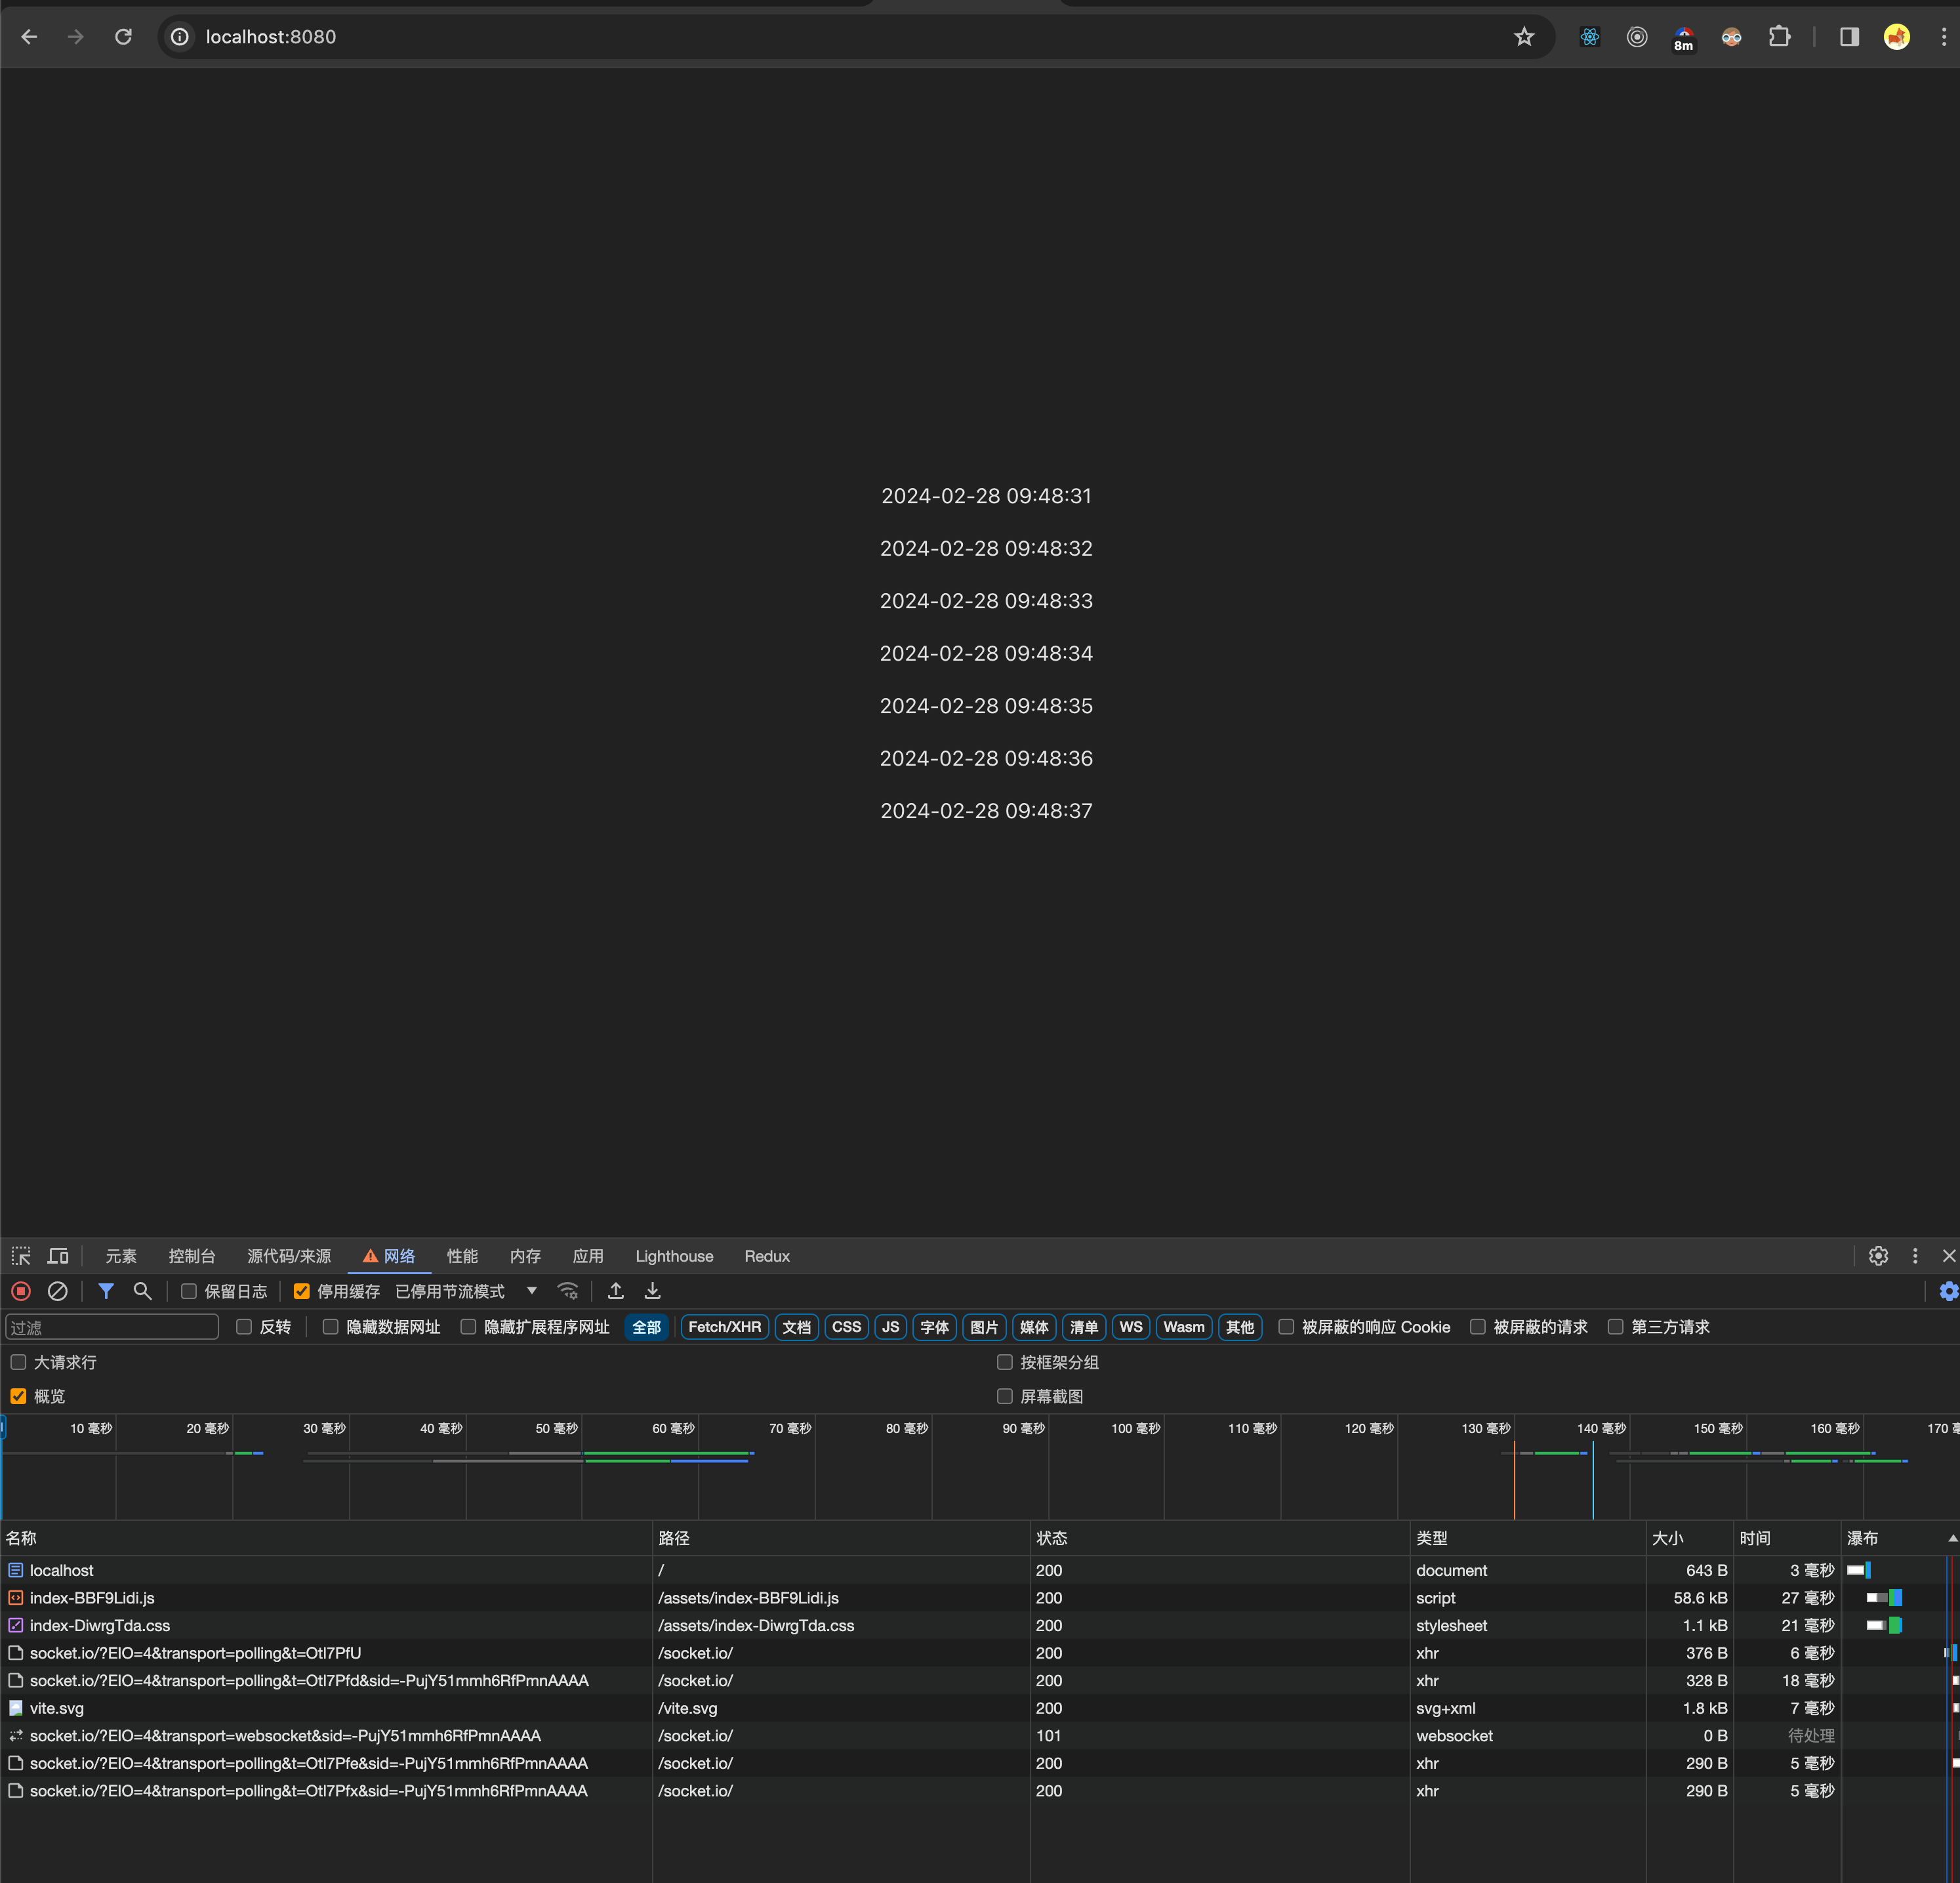 localhost:8080
8m
2024-02-28 09:48:31
2024-02-28 09:48:32
2024-02-28 09:48:33
2024-02-28 09:48:34
2024-02-28 09:48:35
2024-02-28 09:48:36
2024-02-28 09:48:37
元素 控制台 源代码/来源 网络 性能 内存 应用 Lighthouse Redux
保留日志 停用缓存 已停用节流模式
过滤 反转 隐藏数据网址 隐藏扩展程序网址 全部 Fetch/XHR 文档 CSS JS 字体 图片 媒体 清单 WS Wasm 其他 被屏蔽的响应 Cookie 被屏蔽的请求 第三方请求
大请求行 按框架分组
概览 屏幕截图
10 毫秒 20 毫秒 30 毫秒 40 毫秒 50 毫秒 60 毫秒 70 毫秒 80 毫秒 90 毫秒 100 毫秒 110 毫秒 120 毫秒 130 毫秒 140 毫秒 150 毫秒 160 毫秒 170
名称 路径 状态 类型 大小 时间 瀑布
localhost / 200 document 643 B 3 毫秒
index-BBF9Lidi.js /assets/index-BBF9Lidi.js 200 script 58.6 kB 27 毫秒
index-DiwrgTda.css /assets/index-DiwrgTda.css 200 stylesheet 1.1 kB 21 毫秒
socket.io/?EIO=4&transport=polling&t=Otl7PfU /socket.io/ 200 xhr 376 B 6 毫秒
socket.io/?EIO=4&transport=polling&t=Otl7Pfd&sid=-PujY51mmh6RfPmnAAAA /socket.io/ 200 xhr 328 B 18 毫秒
vite.svg /vite.svg 200 svg+xml 1.8 kB 7 毫秒
socket.io/?EIO=4&transport=websocket&sid=-PujY51mmh6RfPmnAAAA /socket.io/ 101 websocket 0 B 待处理
socket.io/?EIO=4&transport=polling&t=Otl7Pfe&sid=-PujY51mmh6RfPmnAAAA /socket.io/ 200 xhr 290 B 5 毫秒
socket.io/?EIO=4&transport=polling&t=Otl7Pfx&sid=-PujY51mmh6RfPmnAAAA /socket.io/ 200 xhr 290 B 5 毫秒